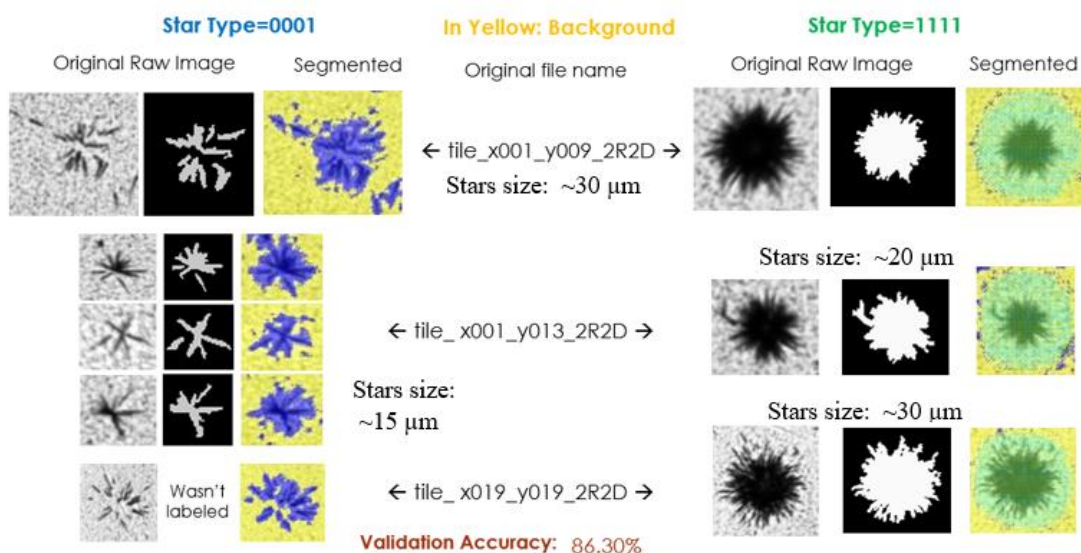 Star Type=0001
In Yellow: Background
Star Type=1111
Original Raw Image
Segmented
Original file name
Original Raw Image
Segmented
← tile_x001_y009_2R2D →
Stars size: ~30 µm
Stars size: ~20 µm
← tile_ x001_y013_2R2D →
Stars size:
~15 µm
Stars size: ~30 µm
Wasn't
labeled
← tile_ x019_y019_2R2D →
Validation Accuracy: 86.30%